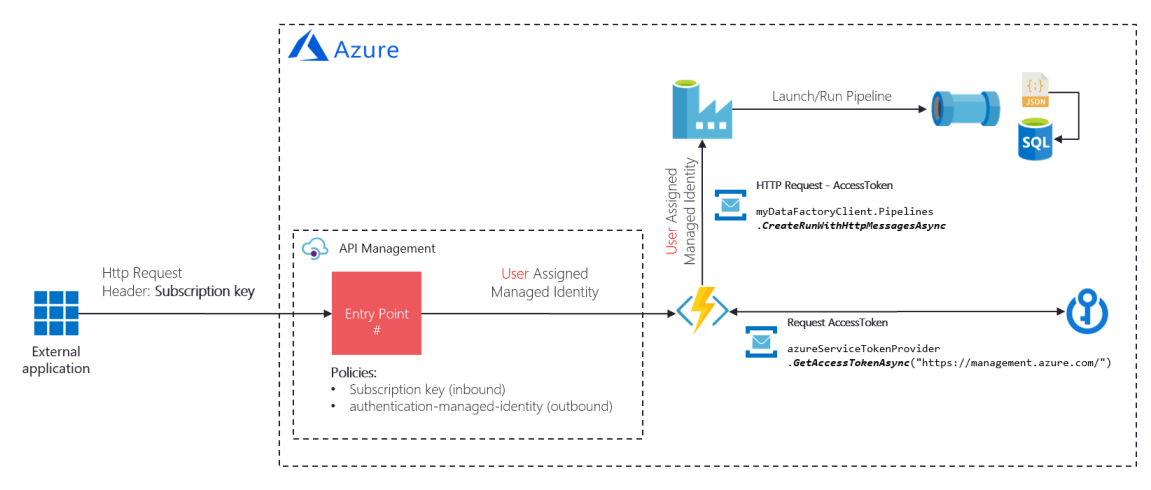 Azure
Launch/Run Pipeline
{;}
JSON
SQL
User Assigned
Managed Identity
HTTP Request - AccessToken
myDataFactoryClient.Pipelines
.CreateRunWithHttpMessagesAsync
API Management
Http Request
Header: Subscription key
User Assigned
Managed Identity
Entry Point
#
External
application
Request AccessToken
azureServiceTokenProvider
.GetAccessTokenAsync("https://management.azure.com/")
Policies:
• Subscription key (inbound)
• authentication-managed-identity (outbound)